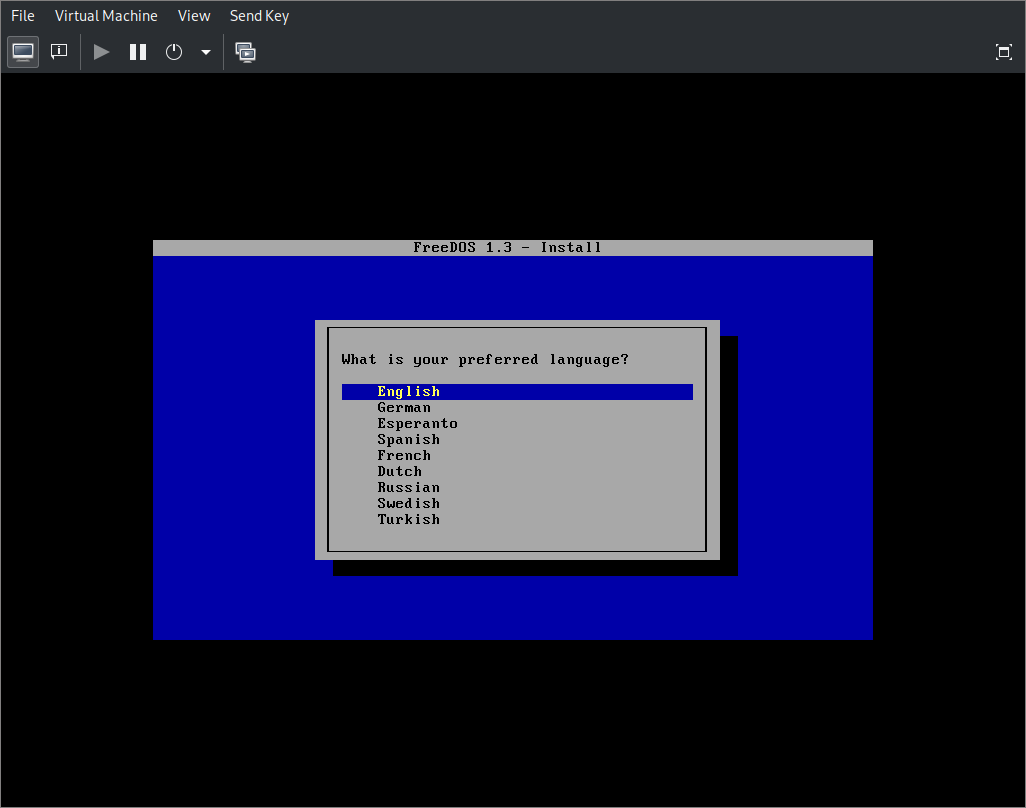 File Virtual Machine View Send Key
FreeDOS 1.3 - Install
What is your preferred language?
English
German
Esperanto
Spanish
French
Dutch
Russian
Swedish
Turkish